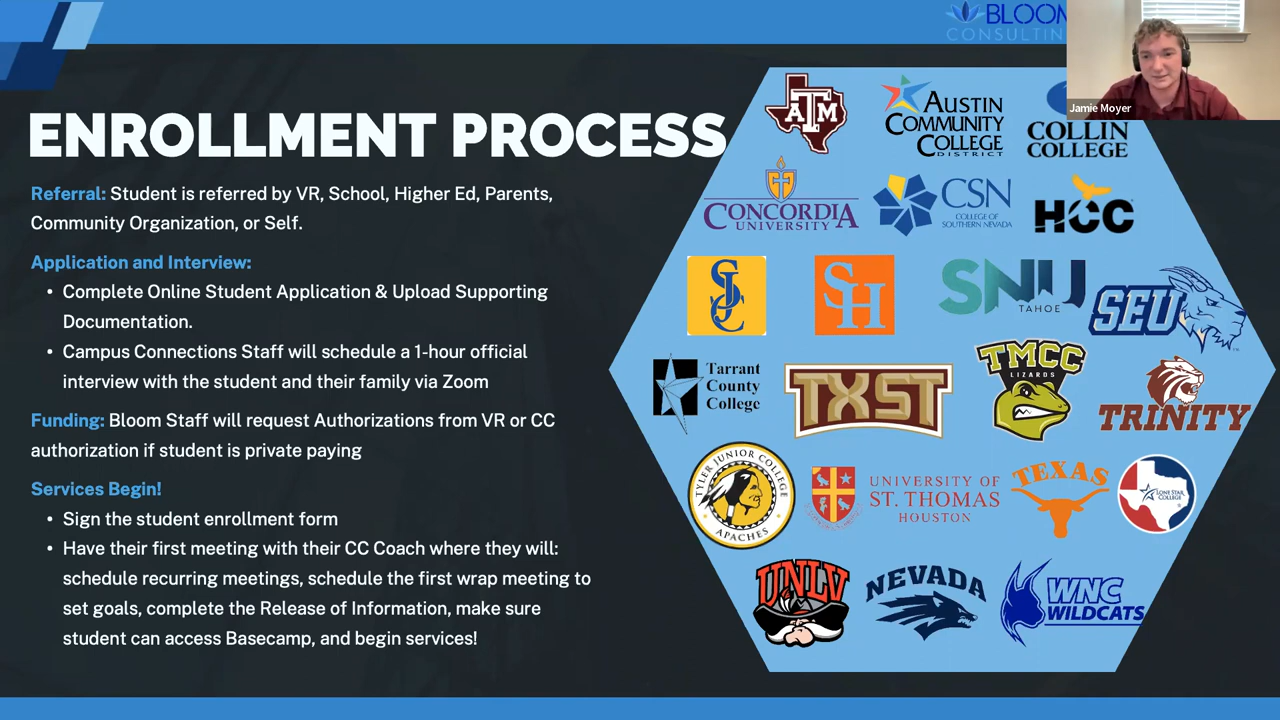 BLOOM
CONSULTING
Jamie Moyer
ENROLLMENT PROCESS
Referral: Student is referred by VR, School, Higher Ed, Parents,
Community Organization, or Self.
Application and Interview:
• Complete Online Student Application & Upload Supporting
Documentation.
• Campus Connections Staff will schedule a 1-hour official
interview with the student and their family via Zoom
Funding: Bloom Staff will request Authorizations from VR or CC
authorization if student is private paying
Services Begin!
• Sign the student enrollment form
• Have their first meeting with their CC Coach where they will:
schedule recurring meetings, schedule the first wrap meeting to
set goals, complete the Release of Information, make sure
student can access Basecamp, and begin services!
ATM
AUSTIN
COMMUNITY
COLLEGE
DISTRICT
COLLIN
COLLEGE
CONCORDIA
UNIVERSITY
CSN
COLLEGE OF
SOUTHERN NEVADA
HCC
SJC
SH
SNU
TAHOE
SEU
Tarrant
County
College
TXST
TMCC
LIZARDS
TRINITY
TYLER JUNIOR COLLEGE
APACHES
UNIVERSITY OF
ST. THOMAS
HOUSTON
TEXAS
LONE STAR
COLLEGE
UNLV
NEVADA
WNC
WILDCATS